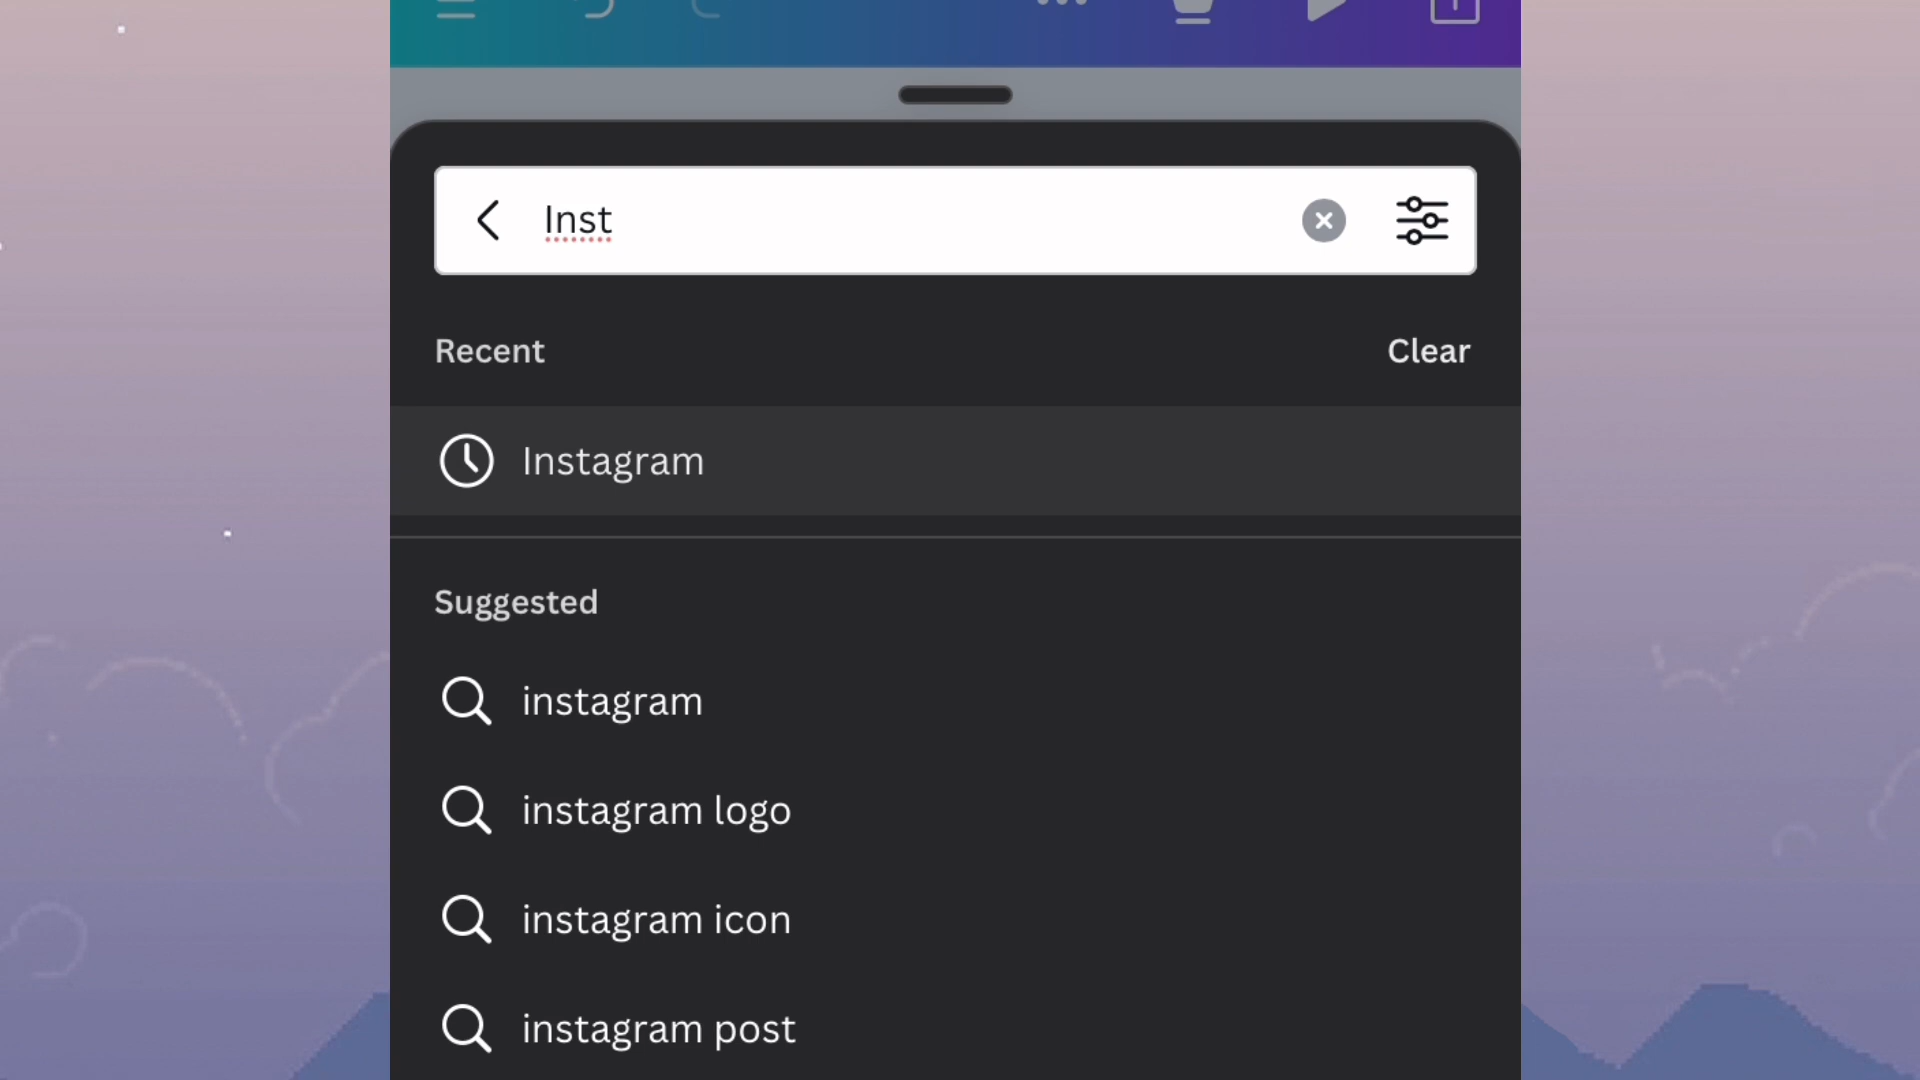 Inst
Recent
Clear
Instagram
Suggested
instagram
instagram logo
instagram icon
instagram post